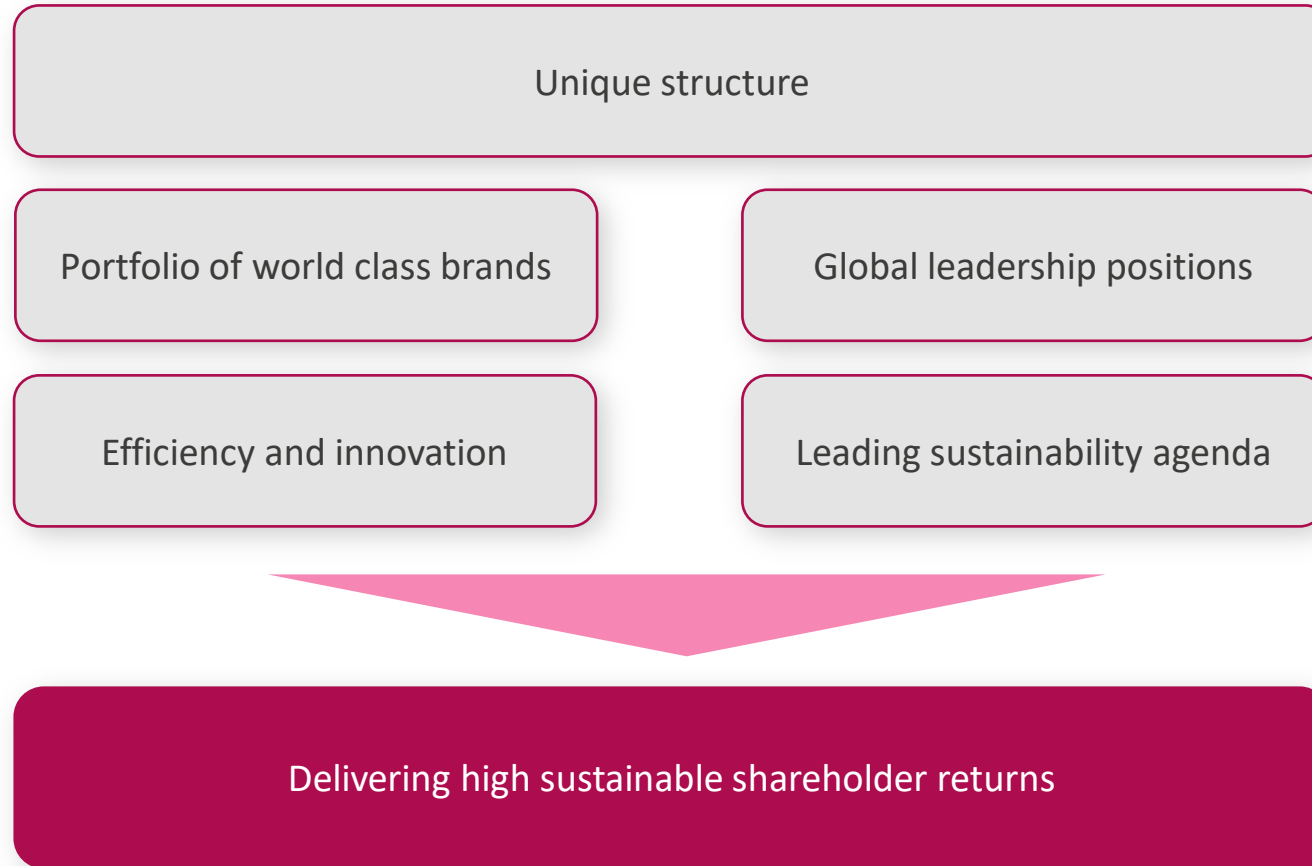 Unique structure
Portfolio of world class brands
Global leadership positions
Efficiency and innovation
Leading sustainability agenda
Delivering high sustainable shareholder returns